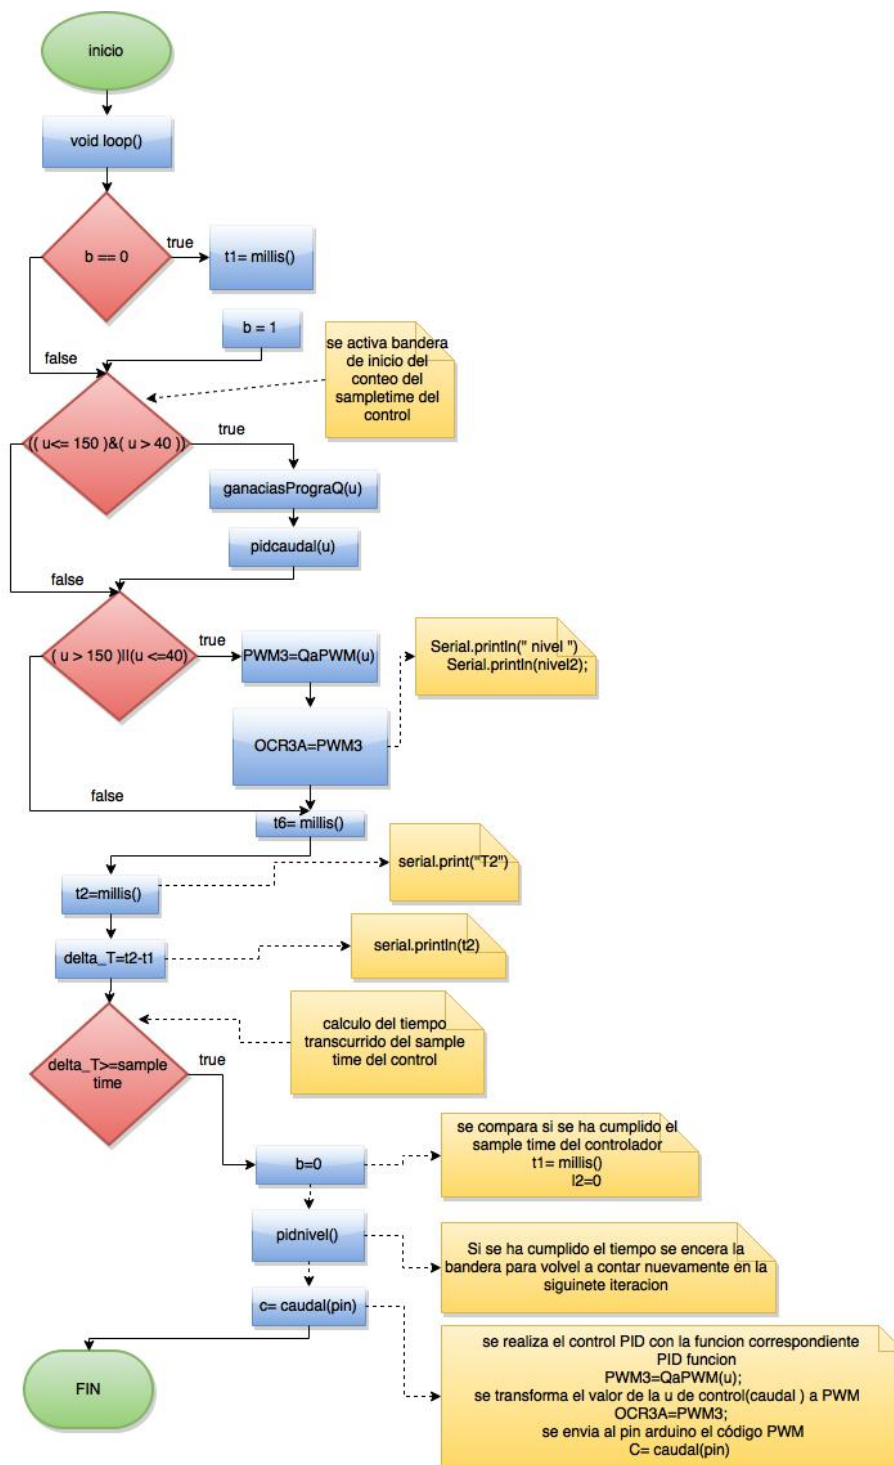 inicio
void loop()
b == 0
true
t1= millis()
b = 1
false
se activa bandera
de inicio del
conteo del
sampletime del
control
(( u<= 150 )&( u > 40 ))
true
ganaciasPrograQ(u)
pidcaudal(u)
false
( u > 150 )||(u <=40)
true
PWM3=QaPWM(u)
Serial.println(" nivel ")
Serial.println(nivel2);
OCR3A=PWM3
false
t6= millis()
serial.print("T2")
t2=millis()
serial.println(t2)
delta_T=t2-t1
calculo del tiempo
transcurrido del sample
time del control
delta_T>=sample
time
true
se compara si se ha cumplido el
sample time del controlador
t1= millis()
l2=0
b=0
pidnivel()
Si se ha cumplido el tiempo se encera la
bandera para volvel a contar nuevamente en la
siguinete iteracion
c= caudal(pin)
se realiza el control PID con la funcion correspondiente
PID funcion
PWM3=QaPWM(u);
se transforma el valor de la u de control(caudal ) a PWM
OCR3A=PWM3;
se envia al pin arduino el código PWM
C= caudal(pin)
FIN